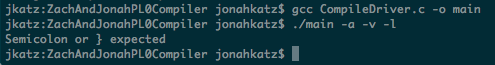 jkatz:ZachAndJonahPL0Compiler jonahkatz$ gcc CompileDriver.c -o main
jkatz:ZachAndJonahPL0Compiler jonahkatz$ ./main -a -v -l
Semicolon or } expected
jkatz:ZachAndJonahPL0Compiler jonahkatz$